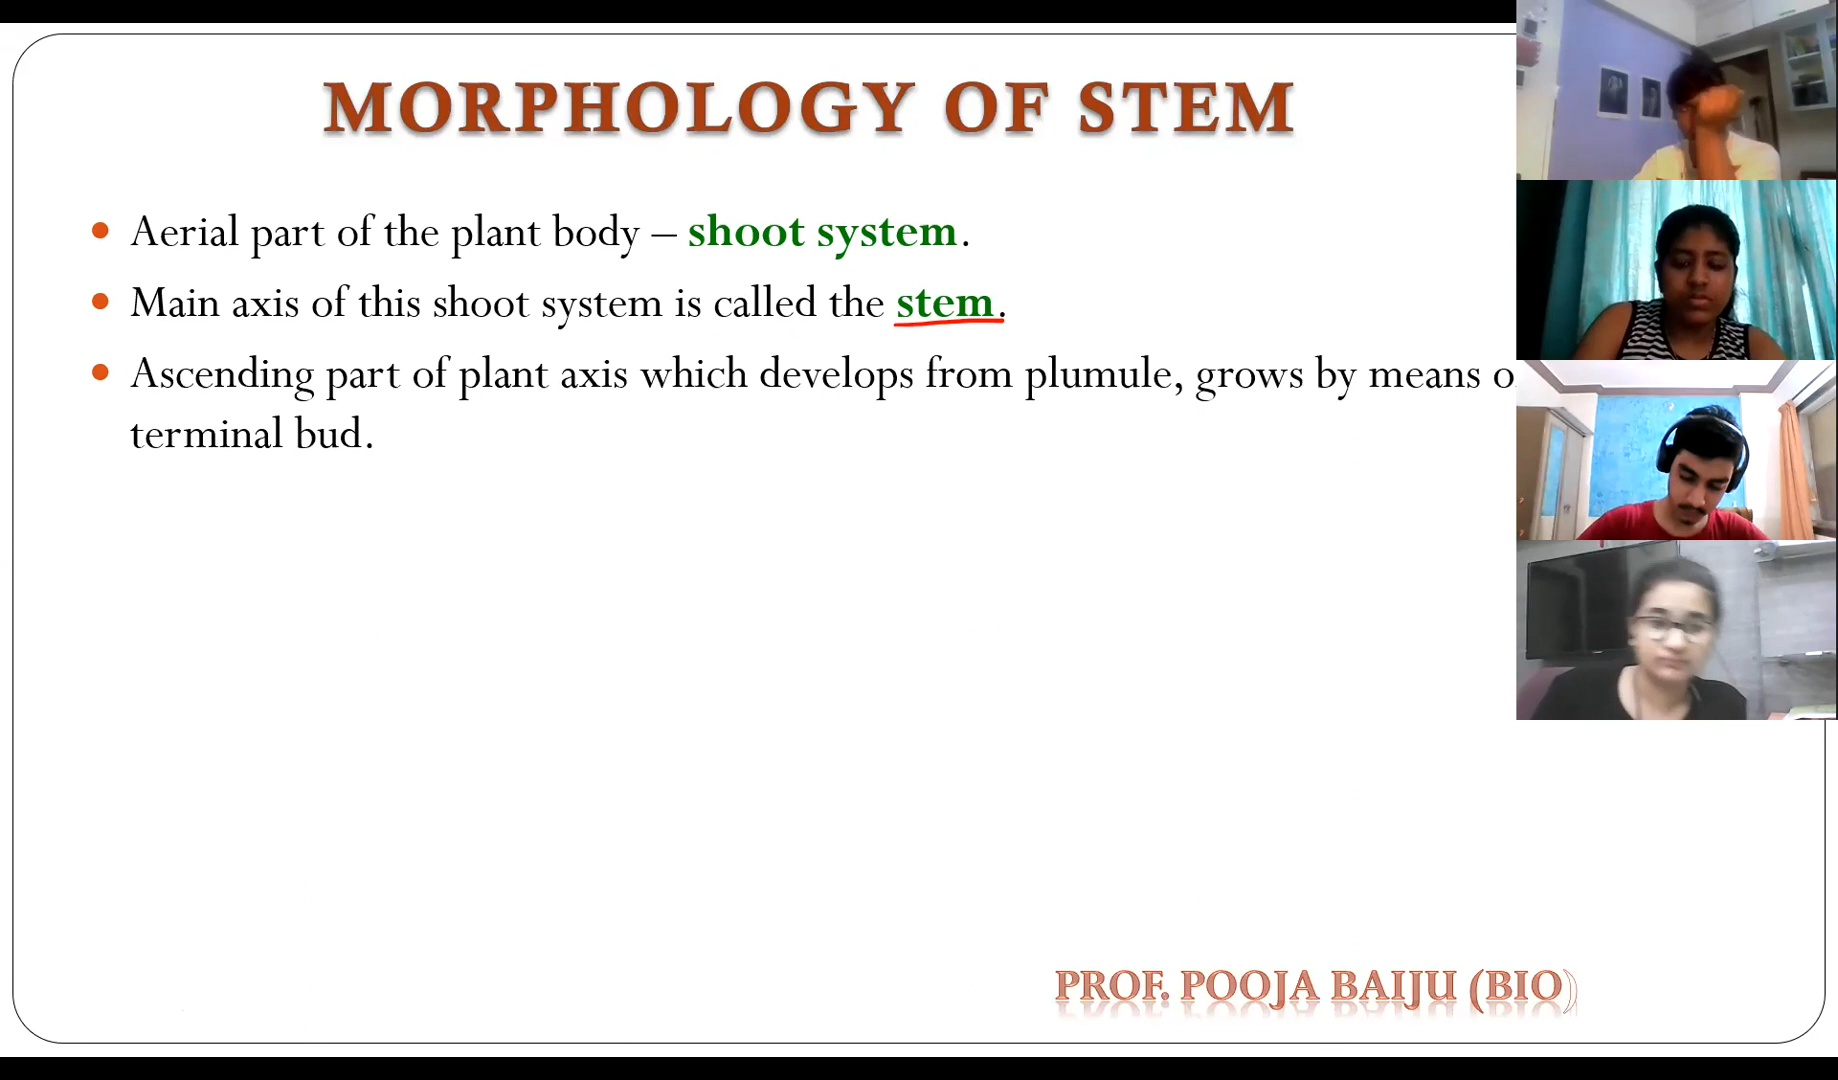 MORPHOLOGY OF STEM
• Aerial part of the plant body – shoot system.
• Main axis of this shoot system is called the stem.
• Ascending part of plant axis which develops from plumule, grows by means
terminal bud.
PROF. POOJA BAIJU (BIO)